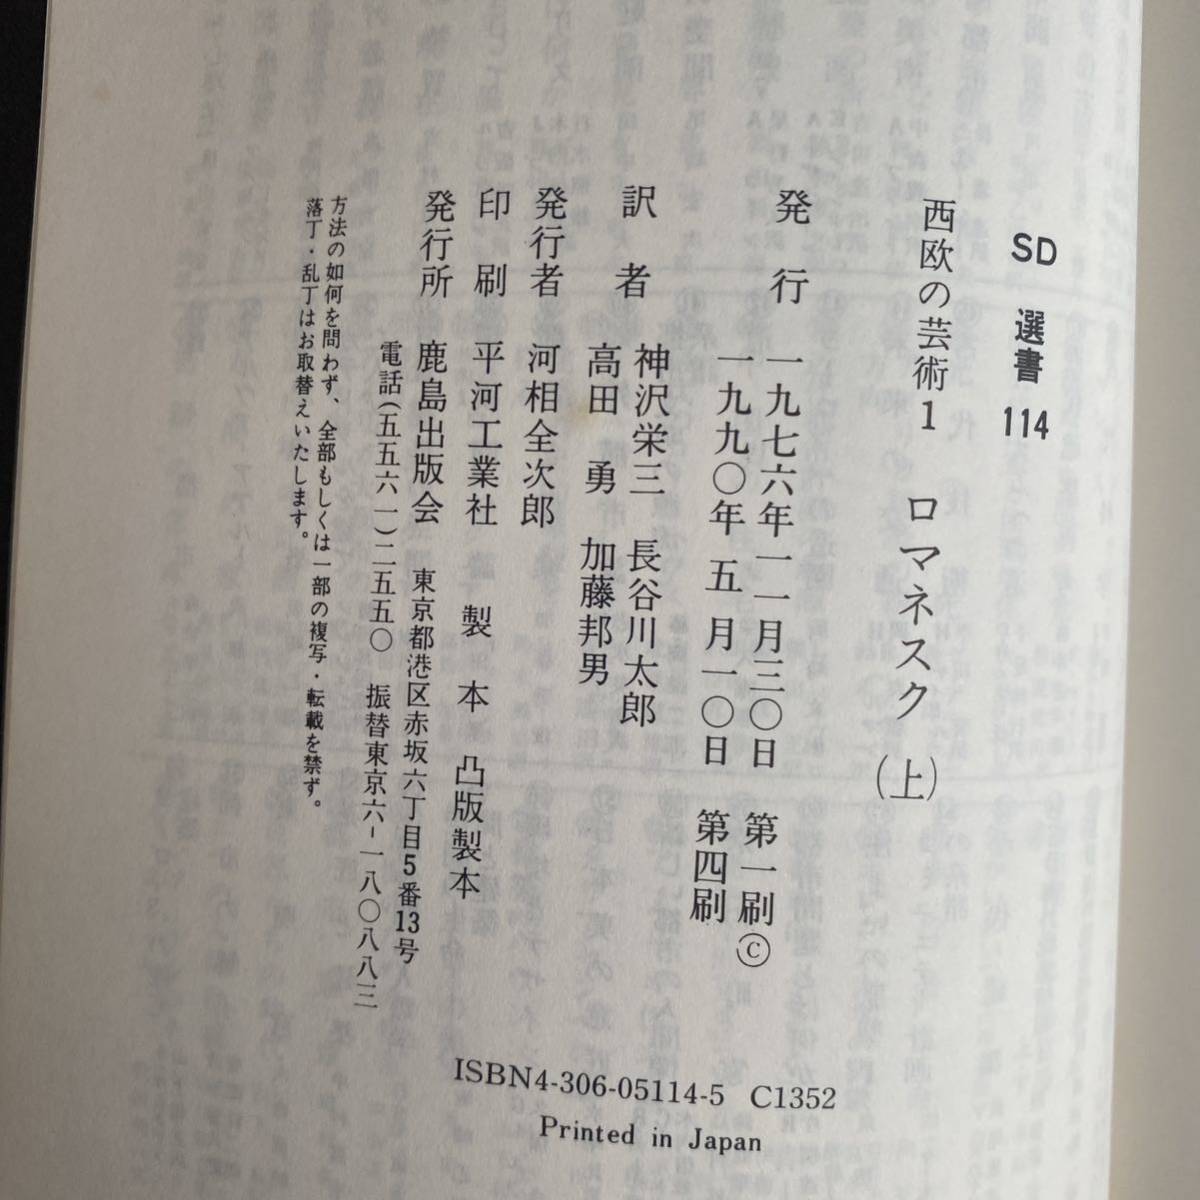 SD 選書 114
西欧の芸術1 ロマネスク(上)
発行 一九七六年一一月三〇日 第一刷©
一九九〇年 五 月一〇日 第四刷
訳者 神沢栄三 長谷川太郎
高田 勇 加藤邦男
発行者 河相全次郎
印刷 平河工業社 製本 凸版製本
発行所 鹿島出版会 東京都港区赤坂六丁目5番13号
電話(五五六一)二五五〇 振替東京六-一八〇八八三
方法の如何を問わず、全部もしくは一部の複写・転載を禁ず。
落丁・乱丁はお取替えいたします。
ISBN4-306-05114-5 C1352
Printed in Japan